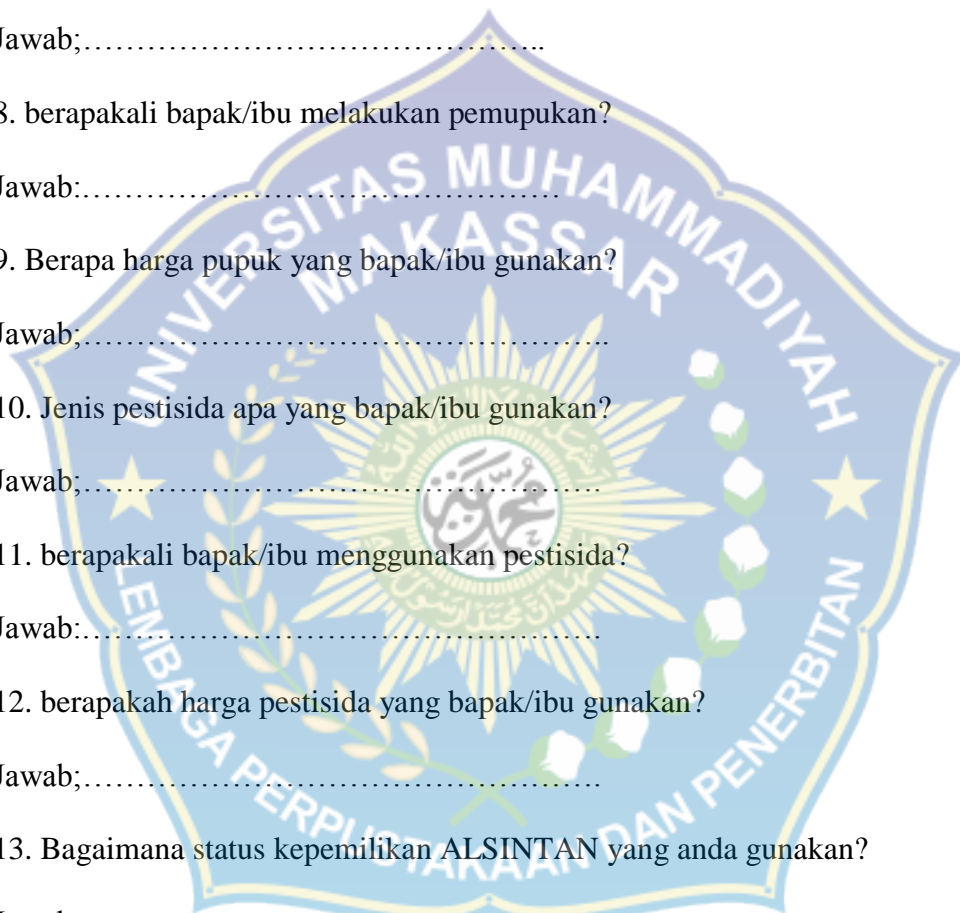 Jawab;……………………………………..
8. berapakali bapak/ibu melakukan pemupukan?
Jawab:………………………………………
9. Berapa harga pupuk yang bapak/ibu gunakan?
Jawab;…………………………………………..
10. Jenis pestisida apa yang bapak/ibu gunakan?
Jawab;………………………………………….
11. berapakali bapak/ibu menggunakan pestisida?
Jawab:………………………………………….
12. berapakah harga pestisida yang bapak/ibu gunakan?
Jawab;………………………………………….
13. Bagaimana status kepemilikan ALSINTAN yang anda gunakan?
UNIVERSITAS MUHAMMADIYAH
MAKASSAR
LEMBAGA PERPUSTAKAAN DAN PENERBITAN